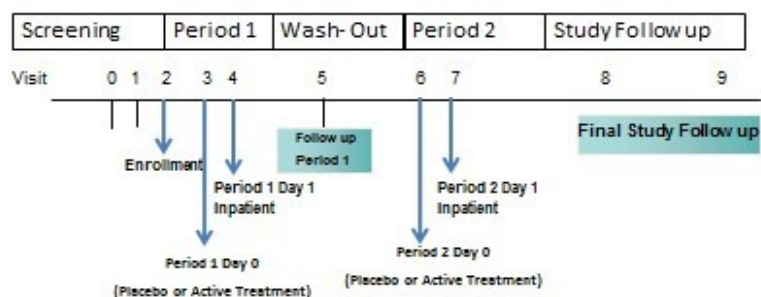 Screening Period 1 Wash-Out Period 2 Study Follow up
Visit 0 1 2 3 4 5 6 7 8 9
Enrollment
Follow up
Period 1
Final Study Follow up
Period 1 Day 1
Inpatient
Period 2 Day 1
Inpatient
Period 1 Day 0
(Placebo or Active Treatment)
Period 2 Day 0
(Placebo or Active Treatment)